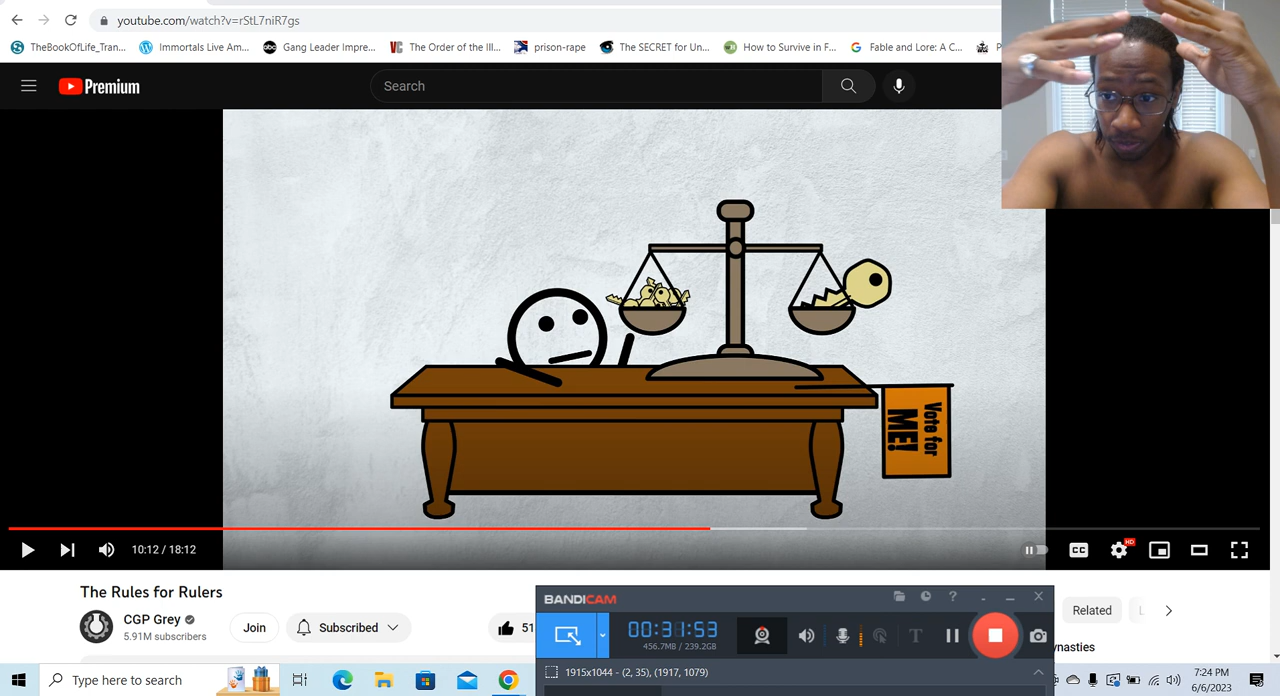 youtube.com/watch?v=rStL7niR7gs
TheBookOfLife_Tran... Immortals Live Am... Gang Leader Impre... The Order of the Ill... prison-rape The SECRET for Un... How to Survive in F... Fable and Lore: A C... P
Premium
Search
Vote for
ME!
10:12 / 18:12
CC
HD
The Rules for Rulers
CGP Grey
5.91M subscribers
Join
Subscribed
51
Related
L
ynasties
BANDICAM
00:31:53
456.7MB / 239.2GB
T
1915x1044 - (2, 35), (1917, 1079)
Type here to search
7:24 PM
6/6/2023